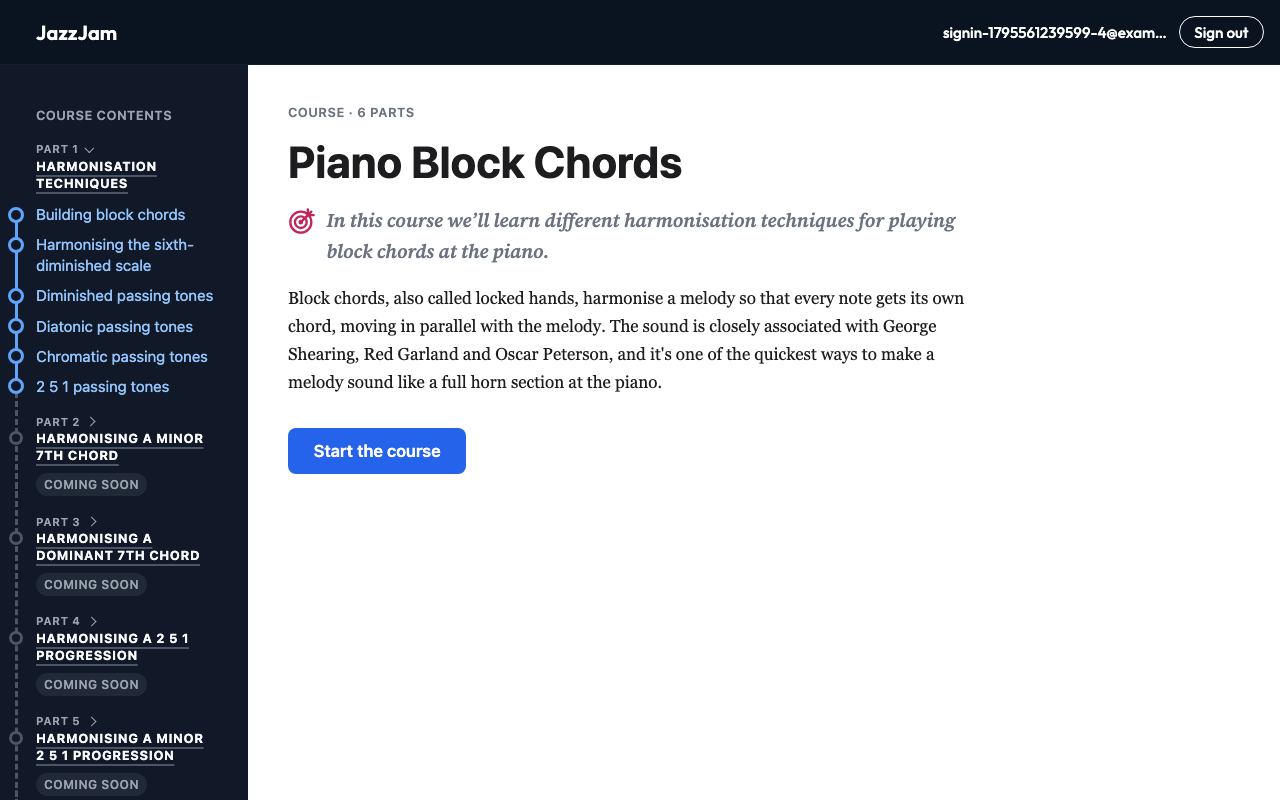 JazzJam
signin-1795561239599-4@exam...
Sign out
COURSE CONTENTS
PART 1
HARMONISATION
TECHNIQUES
Building block chords
Harmonising the sixth-
diminished scale
Diminished passing tones
Diatonic passing tones
Chromatic passing tones
2 5 1 passing tones
PART 2
HARMONISING A MINOR
7TH CHORD
COMING SOON
PART 3
HARMONISING A
DOMINANT 7TH CHORD
COMING SOON
PART 4
HARMONISING A 2 5 1
PROGRESSION
COMING SOON
PART 5
HARMONISING A MINOR
2 5 1 PROGRESSION
COMING SOON
COURSE · 6 PARTS
Piano Block Chords
In this course we’ll learn different harmonisation techniques for playing
block chords at the piano.
Block chords, also called locked hands, harmonise a melody so that every note gets its own
chord, moving in parallel with the melody. The sound is closely associated with George
Shearing, Red Garland and Oscar Peterson, and it's one of the quickest ways to make a
melody sound like a full horn section at the piano.
Start the course